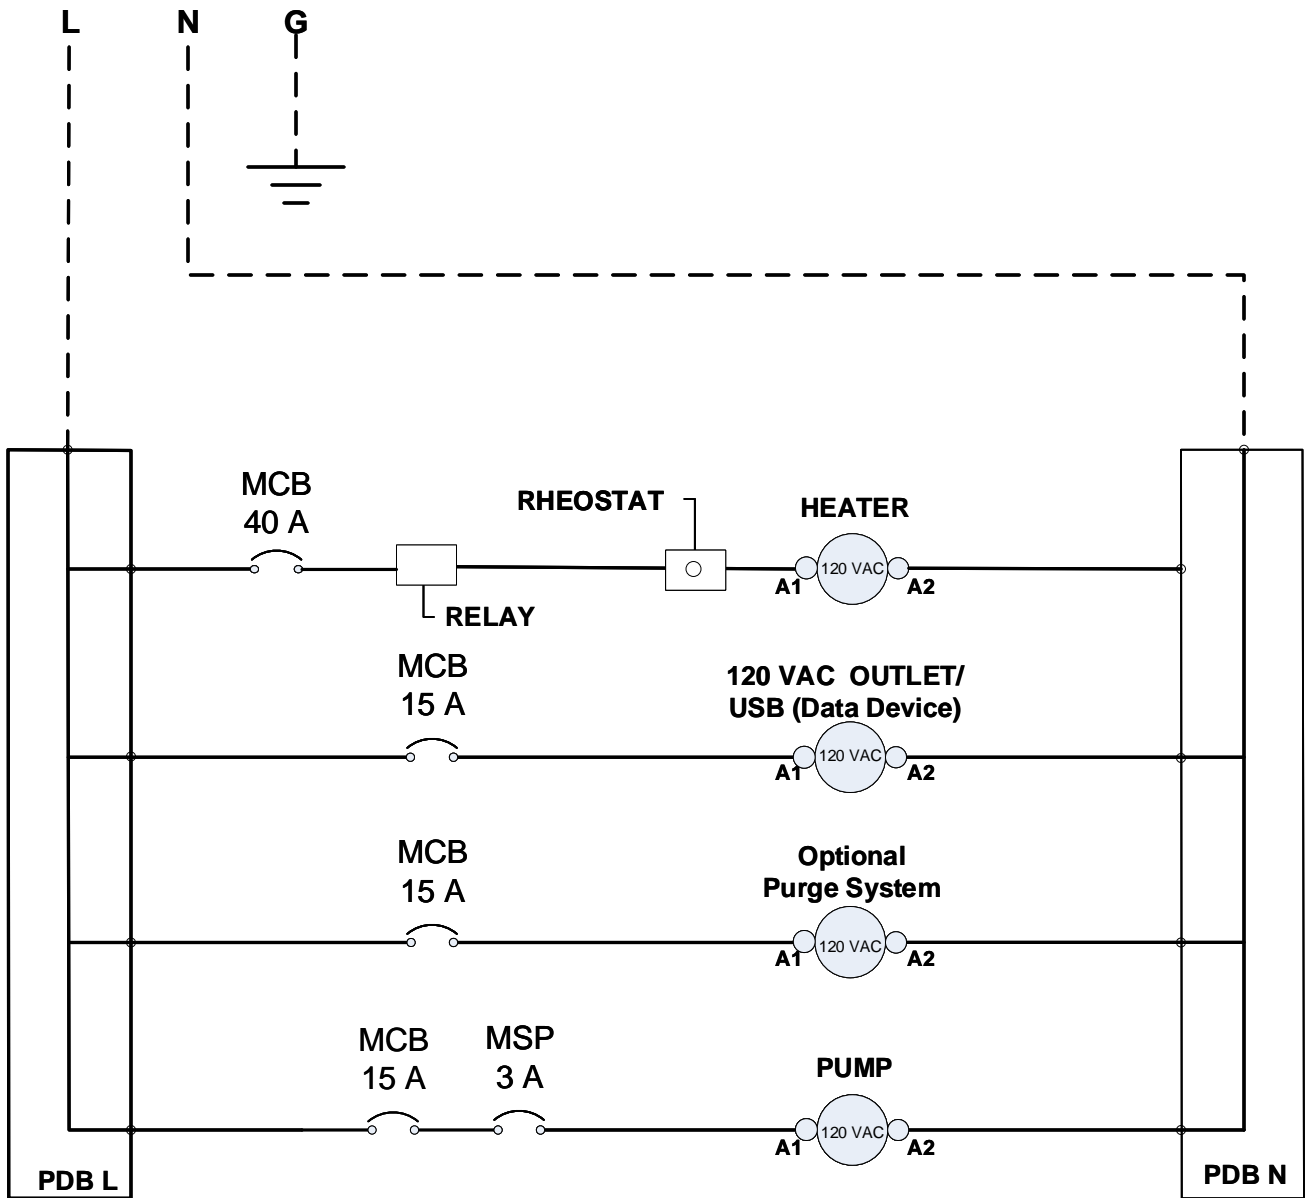 L N G
MCB
40 A
RHEOSTAT
HEATER
120 VAC
A1 A2
RELAY
MCB
15 A
120 VAC OUTLET/
USB (Data Device)
120 VAC
A1 A2
MCB
15 A
Optional
Purge System
120 VAC
A1 A2
MCB
15 A
MSP
3 A
PUMP
120 VAC
A1 A2
PDB L
PDB N